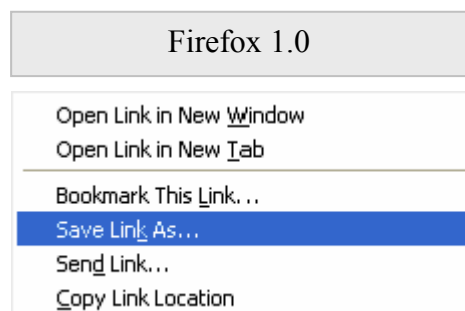 Firefox 1.0
Open Link in New Window
Open Link in New Tab
Bookmark This Link...
Save Link As...
Send Link...
Copy Link Location